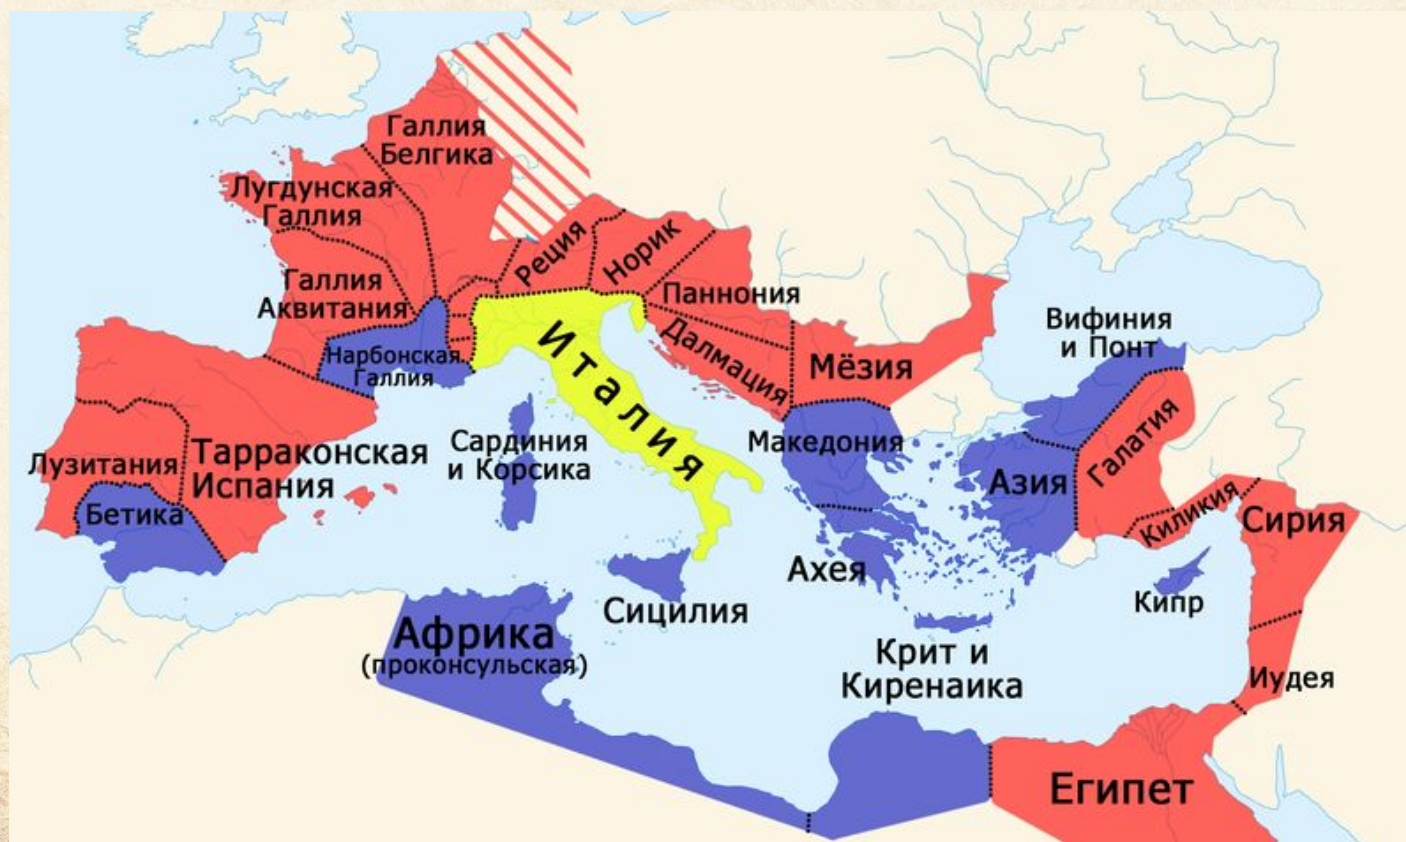 Галлия
Белгика
Лугдунская
Галлия
Реция
Норик
Галлия
Аквитания
Паннония
Вифиния
и Понт
Италия
Далмация
Нарбонская
Галлия
Мёзия
Галатия
Сардиния
и Корсика
Македония
Тарраконская
Испания
Лузитания
Азия
Бетика
Киликия
Сирия
Ахея
Кипр
Сицилия
Африка
(проконсульская)
Крит и
Киренаика
Иудея
Египет